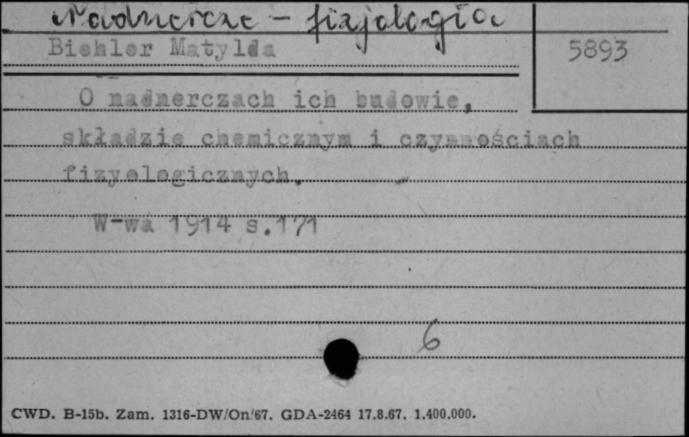 Nadnercze - fizjologia
Biehler Matylda
5893
O nadnerczach ich budowie,
składzie chemicznym i czynnościach
fizyologicznych.
W-wa 1914 s.171
6
CWD. B-15b. Zam. 1316-DW/On/67. GDA-2464 17.8.67. 1.400.000.